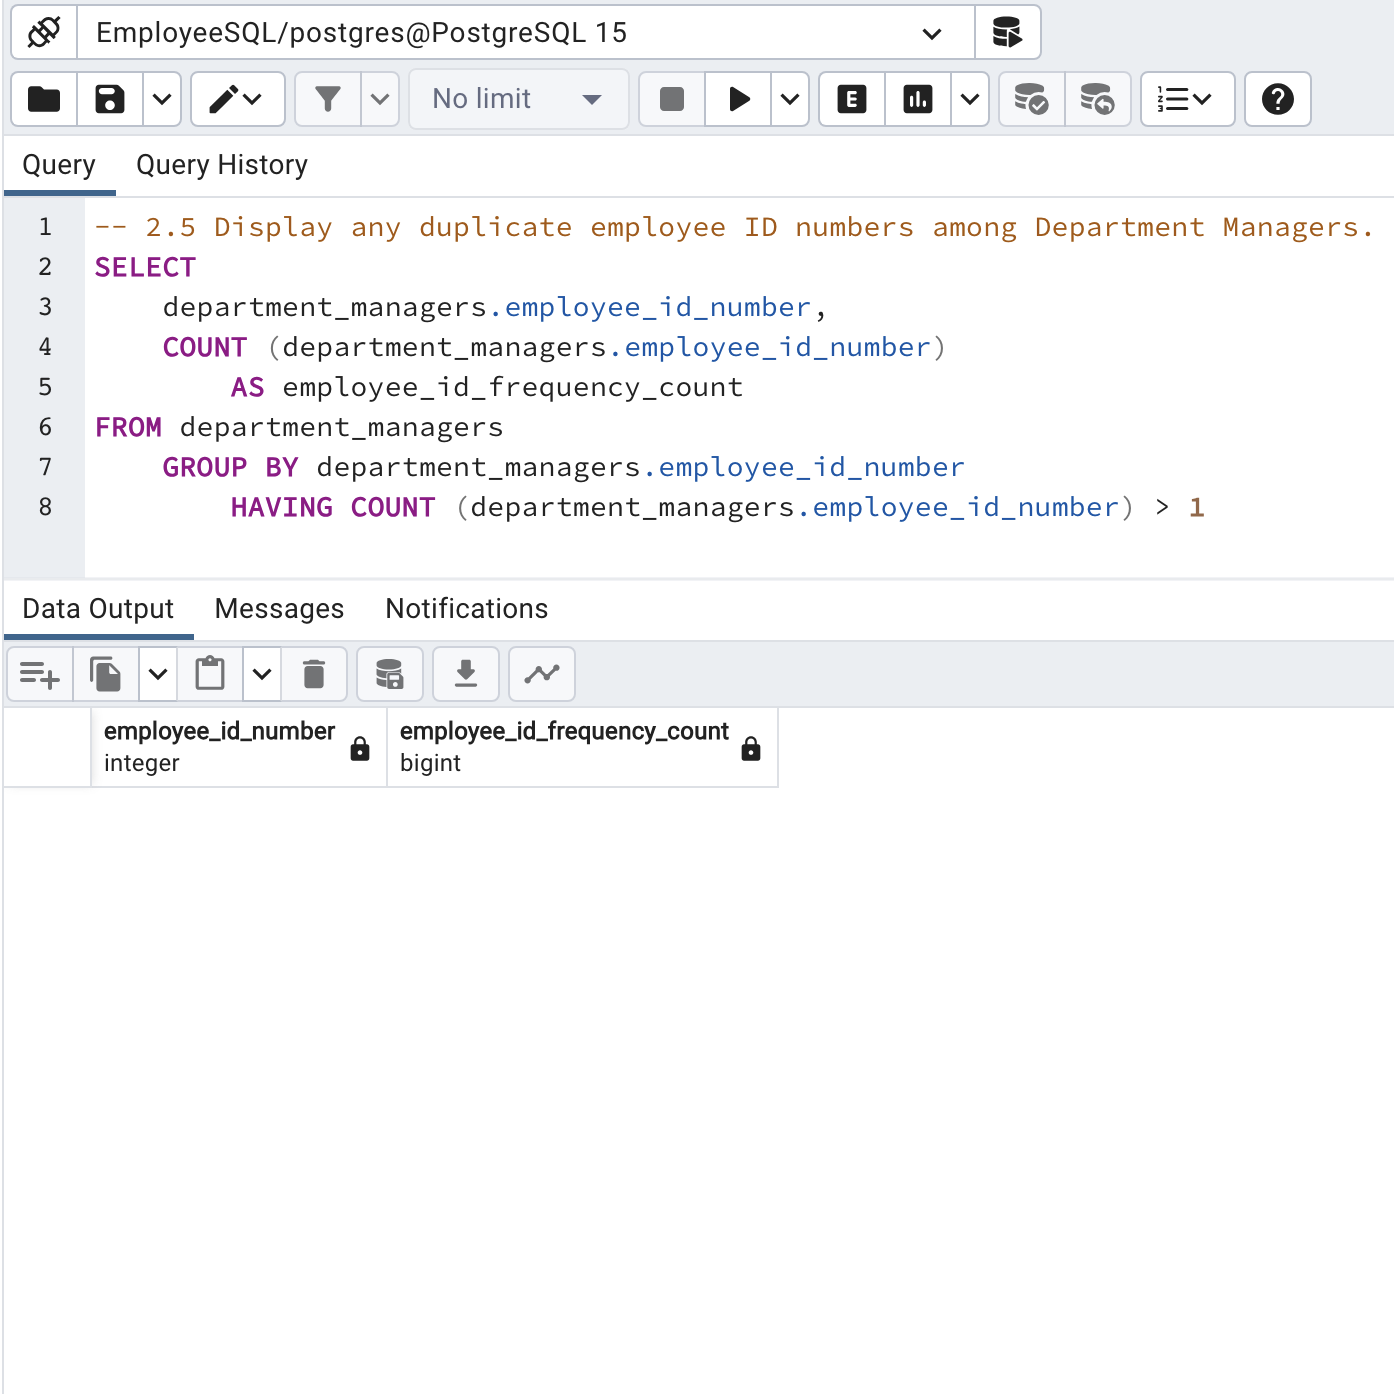 EmployeeSQL/postgres@PostgreSQL 15
No limit
E
Query Query History
1 -- 2.5 Display any duplicate employee ID numbers among Department Managers.
2 SELECT
3 department_managers.employee_id_number,
4 COUNT (department_managers.employee_id_number)
5 AS employee_id_frequency_count
6 FROM department_managers
7 GROUP BY department_managers.employee_id_number
8 HAVING COUNT (department_managers.employee_id_number) > 1
Data Output Messages Notifications
employee_id_number employee_id_frequency_count
integer bigint